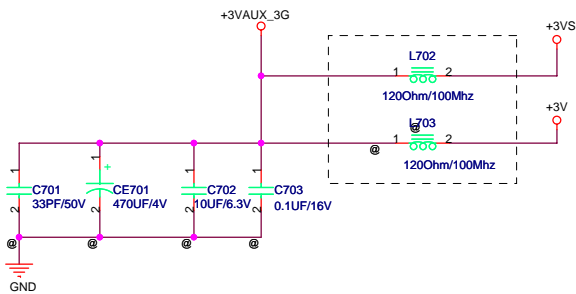 +3VAUX_3G
+3VS
L702
1 2
120Ohm/100Mhz
+3V
L703
@
1 2
@
120Ohm/100Mhz
1 1 1 1
C701 CE701 C702 C703
+
33PF/50V 470UF/4V 10UF/6.3V 0.1UF/16V
2 2 2 2
@ @ @ @
GND